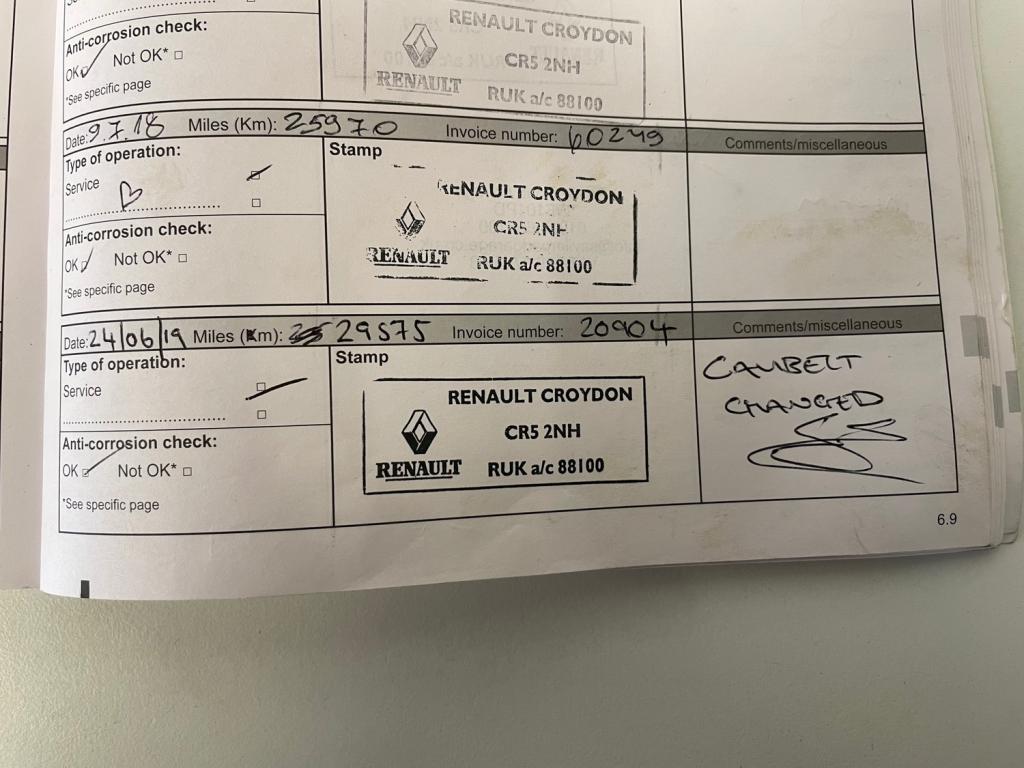 Anti-corrosion check:
OK ✓ Not OK* □
*See specific page
RENAULT CROYDON
CR5 2NH
RENAULT RUK a/c 88100
Date: 9.7.18 Miles (Km): 25970 Invoice number: 60249 Comments/miscellaneous
Type of operation:
Stamp
Service
B
RENAULT CROYDON
CR5 2NH
RENAULT RUK a/c 88100
Anti-corrosion check:
OK ✓ Not OK* □
*See specific page
Date: 24/06/19 Miles (Km): 29575 Invoice number: 20904 Comments/miscellaneous
Type of operation:
Stamp
Service
RENAULT CROYDON
CR5 2NH
RENAULT RUK a/c 88100
CAMBELT
CHANGED
Anti-corrosion check:
OK ✓ Not OK* □
*See specific page
6.9